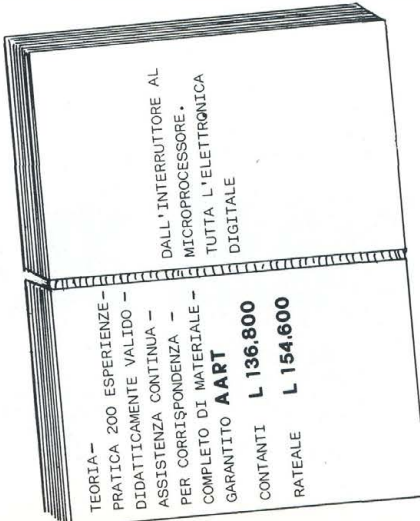 TEORIA—
PRATICA 200 ESPERIENZE—
DIDATTICAMENTE VALIDO —
ASSISTENZA CONTINUA —
PER CORRISPONDENZA —
COMPLETO DI MATERIALE—
GARANTITO AART
CONTANTI L 136.800
RATEALE L 154.600
DALL'INTERRUTTORE AL
MICROPROCESSORE.
TUTTA L'ELETTRONICA
DIGITALE